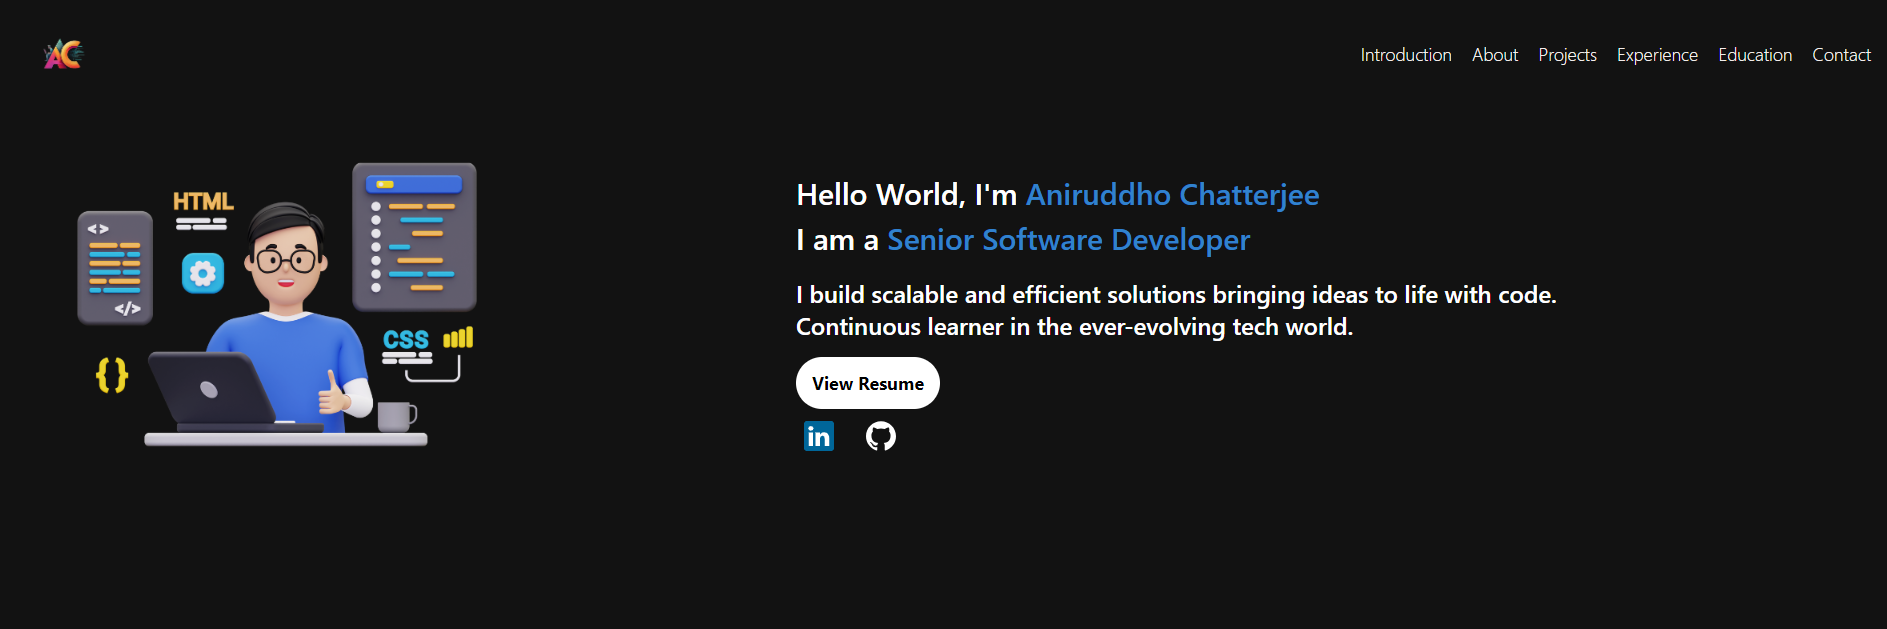 AC
Introduction About Projects Experience Education Contact
HTML
< >
</>
{ }
CSS
Hello World, I'm Aniruddho Chatterjee
I am a Senior Software Developer
I build scalable and efficient solutions bringing ideas to life with code.
Continuous learner in the ever-evolving tech world.
View Resume
in